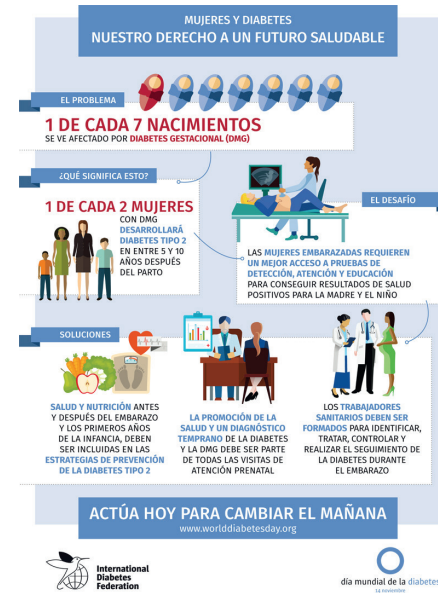 MUJERES Y DIABETES
NUESTRO DERECHO A UN FUTURO SALUDABLE
EL PROBLEMA
1 DE CADA 7 NACIMIENTOS
SE VE AFECTADO POR DIABETES GESTACIONAL (DMG)
¿QUÉ SIGNIFICA ESTO?
1 DE CADA 2 MUJERES
CON DMG
DESARROLLARÁ
DIABETES TIPO 2
EN ENTRE 5 Y 10
AÑOS DESPUÉS
DEL PARTO
EL DESAFÍO
LAS MUJERES EMBARAZADAS REQUIEREN
UN MEJOR ACCESO A PRUEBAS DE
DETECCIÓN, ATENCIÓN Y EDUCACIÓN
PARA CONSEGUIR RESULTADOS DE SALUD
POSITIVOS PARA LA MADRE Y EL NIÑO
SOLUCIONES
SALUD Y NUTRICIÓN ANTES
Y DESPUÉS DEL EMBARAZO
Y LOS PRIMEROS AÑOS
DE LA INFANCIA, DEBEN
SER INCLUIDAS EN LAS
ESTRATEGIAS DE PREVENCIÓN
DE LA DIABETES TIPO 2
LA PROMOCIÓN DE LA
SALUD Y UN DIAGNÓSTICO
TEMPRANO DE LA DIABETES
Y LA DMG DEBE SER PARTE
DE TODAS LAS VISITAS DE
ATENCIÓN PRENATAL
LOS TRABAJADORES
SANITARIOS DEBEN SER
FORMADOS PARA IDENTIFICAR,
TRATAR, CONTROLAR Y
REALIZAR EL SEGUIMIENTO DE
LA DIABETES DURANTE
EL EMBARAZO
ACTÚA HOY PARA CAMBIAR EL MAÑANA
www.worlddiabetesday.org
International
Diabetes
Federation
día mundial de la diabetes
14 noviembre